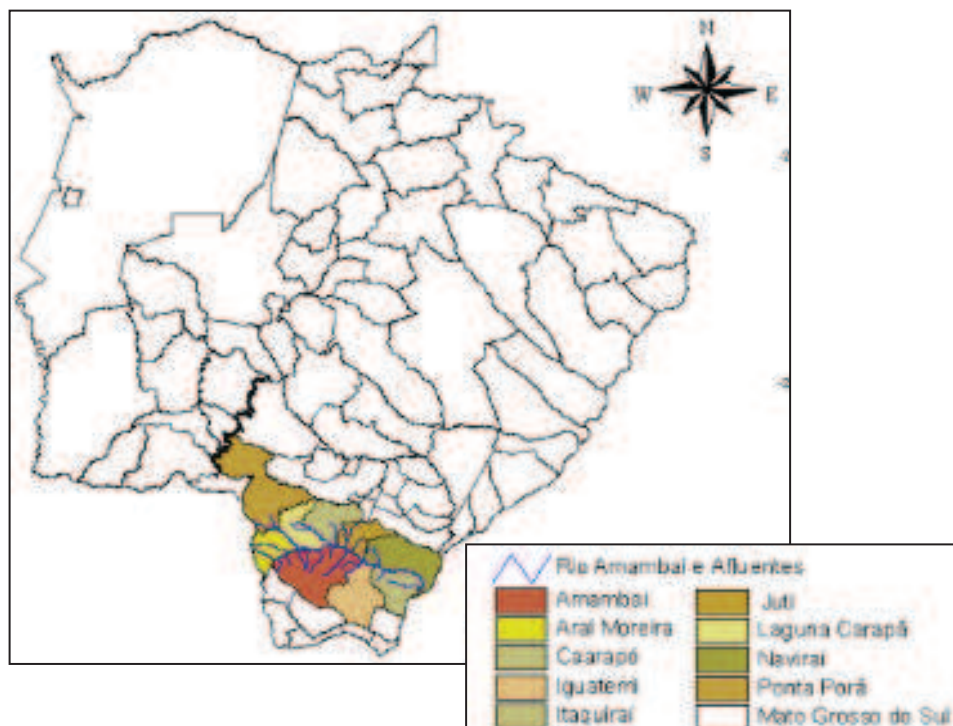 N
W E
S
Rio Amambai e Afluentes
Amambai
Aral Moreira
Caarapó
Iguatemi
Itaquiraí
Juti
Laguna Carapã
Naviraí
Ponta Porã
Mato Grosso do Sul